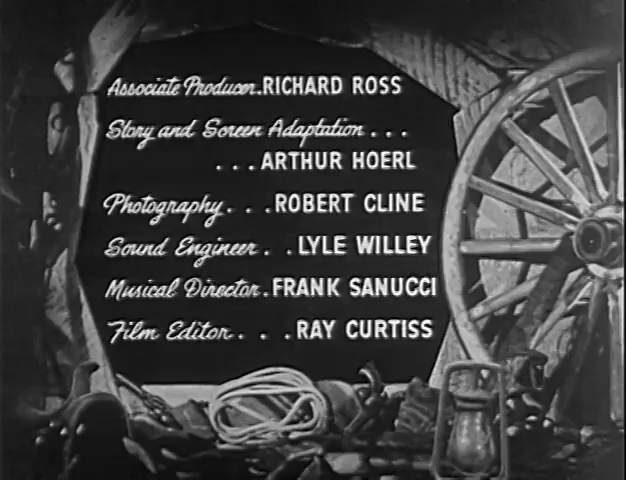 Associate Producer.RICHARD ROSS
Story and Screen Adaptation...
...ARTHUR HOERL
Photography...ROBERT CLINE
Sound Engineer..LYLE WILLEY
Musical Director.FRANK SANUCCI
Film Editor...RAY CURTISS